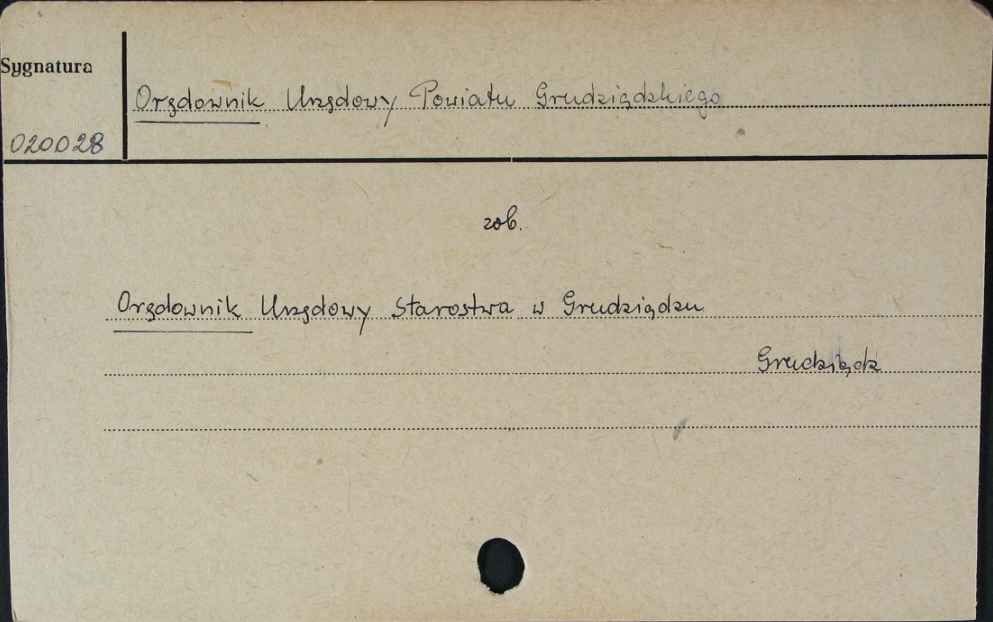 Sygnatura
Orędownik Urzędowy Powiatu Grudziądzkiego
020028
zob.
Orędownik Urzędowy Starostwa w Grudziądzu
Grudziądz